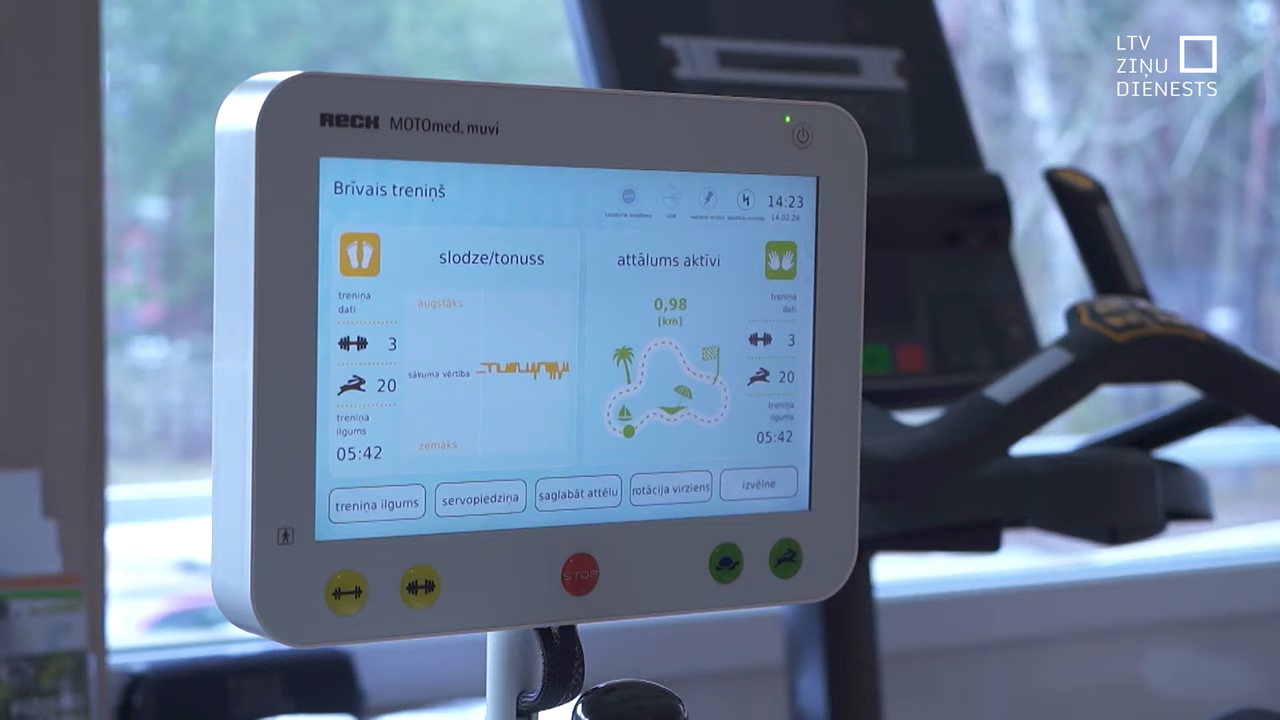 LTV
ZIŅU
DIENESTS
RECK MOTOmed muvi
Brīvais treniņš
14:23
14.02.24
slodze/tonuss
attālums aktīvi
treniņa
dati
augstāks
0,98
[km]
treniņa
dati
3
3
sākuma vērtība
20
20
treniņa
ilgums
zemāks
treniņa
ilgums
05:42
05:42
treniņa ilgums
servopiedziņa
saglabāt attēlu
rotācija virziens
izvēlne
STOP